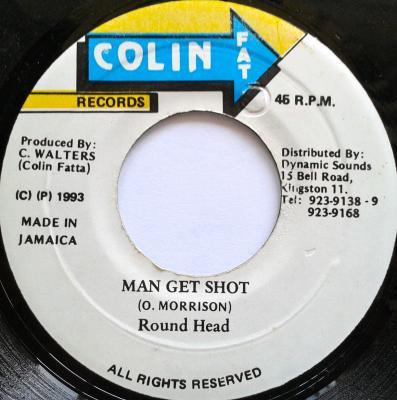 COLIN FAT
RECORDS
45 R.P.M.
Produced By:
C. WALTERS
(Colin Fatta)
(C) (P) 1993
MADE IN
JAMAICA
Distributed By:
Dynamic Sounds
15 Bell Road,
Kingston 11.
Tel: 923-9138 - 9
923-9168
MAN GET SHOT
(O. MORRISON)
Round Head
ALL RIGHTS RESERVED